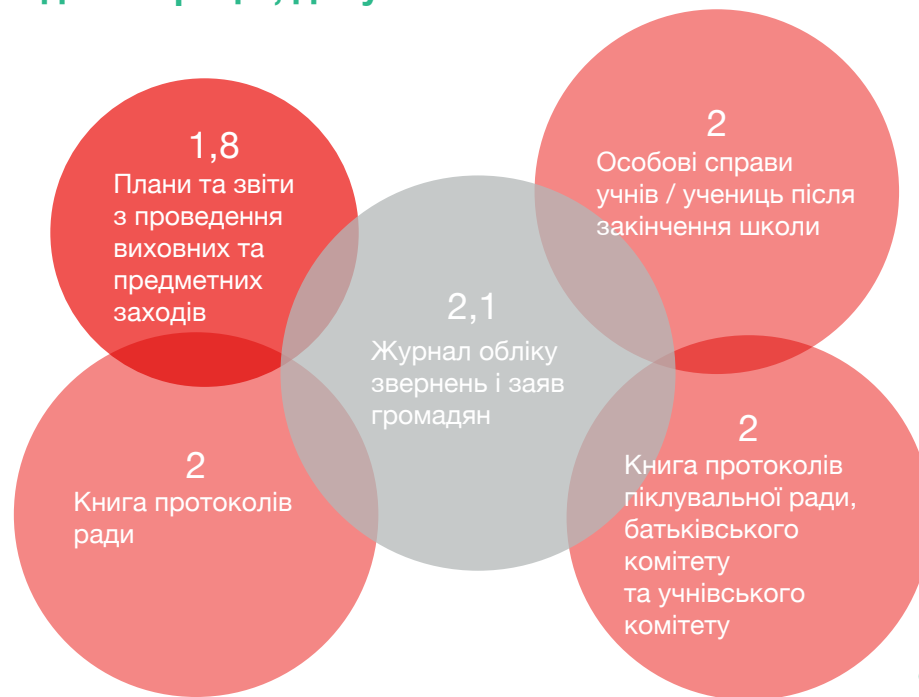 1,8
Плани та звіти
з проведення
виховних та
предметних
заходів
2
Особові справи
учнів / учениць після
закінчення школи
2,1
Журнал обліку
звернень і заяв
громадян
2
Книга протоколів
ради
2
Книга протоколів
піклувальної ради,
батьківського
комітету
та учнівського
комітету